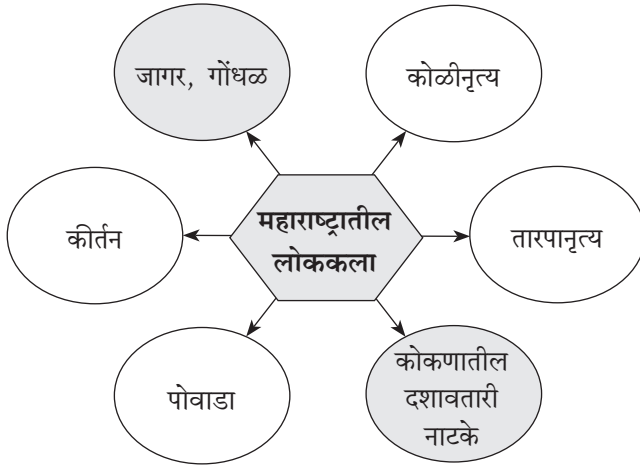 जागर, गोंधळ
कोळीनृत्य
कीर्तन
महाराष्ट्रातील
लोककला
तारपानृत्य
पोवाडा
कोकणातील
दशावतारी
नाटके